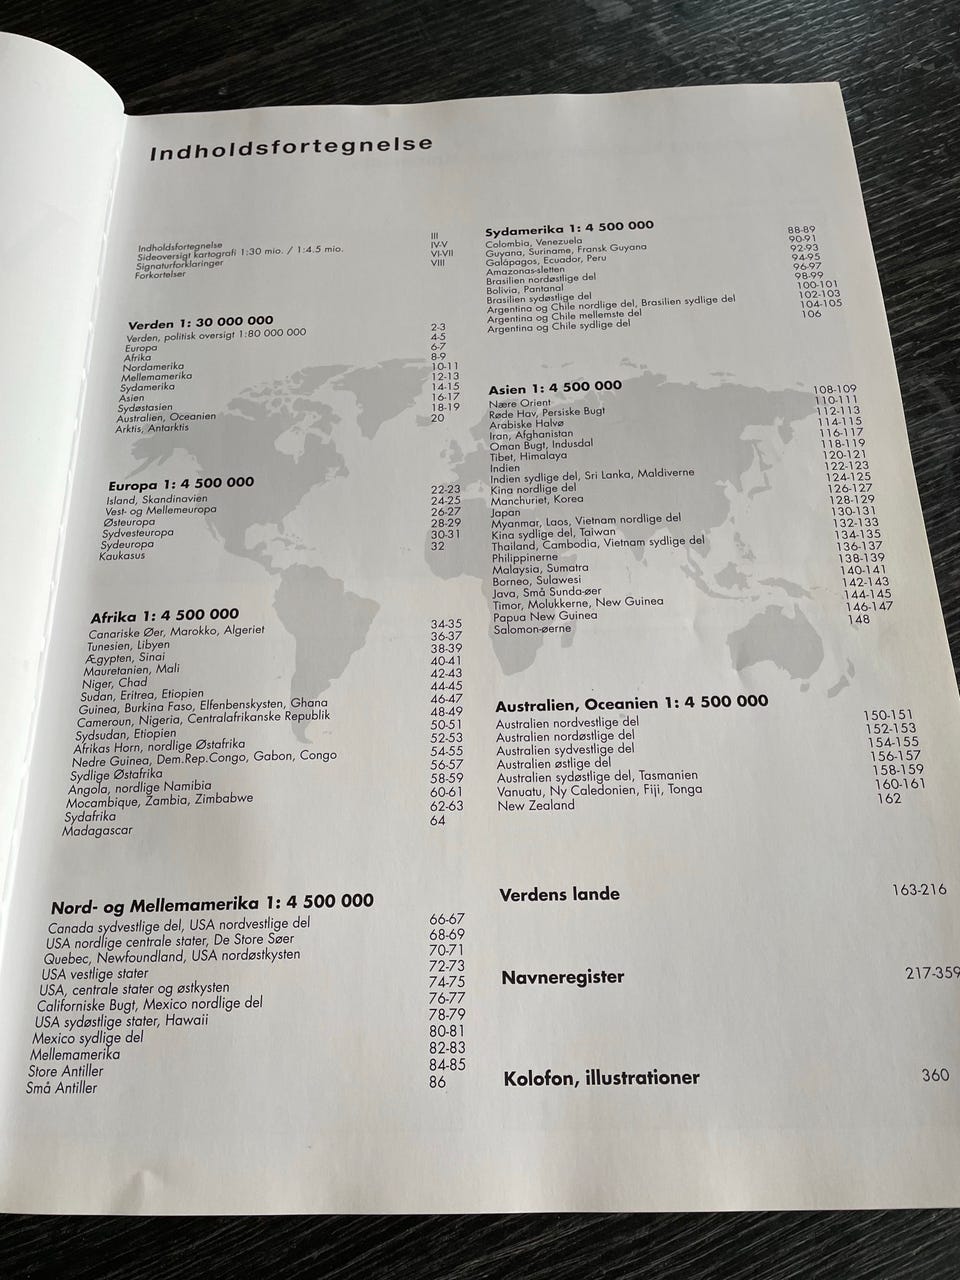 Indholdsfortegnelse
Indholdsfortegnelse III
Sideoversigt kartografi 1:30 mio. / 1:4.5 mio. IV-V
Signaturforklaringer VI-VII
Forkortelser VIII
Verden 1: 30 000 000
Verden, politisk oversigt 1:80 000 000 2-3
Europa 4-5
Afrika 6-7
Nordamerika 8-9
Mellemamerika 10-11
Sydamerika 12-13
Asien 14-15
Sydøstasien 16-17
Australien, Oceanien 18-19
Arktis, Antarktis 20
Europa 1: 4 500 000
Island, Skandinavien 22-23
Vest- og Mellemeuropa 24-25
Østeuropa 26-27
Sydvesteuropa 28-29
Sydeuropa 30-31
Kaukasus 32
Afrika 1: 4 500 000
Canariske Øer, Marokko, Algeriet 34-35
Tunesien, Libyen 36-37
Ægypten, Sinai 38-39
Mauretanien, Mali 40-41
Niger, Chad 42-43
Sudan, Eritrea, Etiopien 44-45
Guinea, Burkina Faso, Elfenbenskysten, Ghana 46-47
Cameroun, Nigeria, Centralafrikanske Republik 48-49
Sydsudan, Etiopien 50-51
Afrikas Horn, nordlige Østafrika 52-53
Nedre Guinea, Dem.Rep.Congo, Gabon, Congo 54-55
Sydlige Østafrika 56-57
Angola, nordlige Namibia 58-59
Mocambique, Zambia, Zimbabwe 60-61
Sydafrika 62-63
Madagascar 64
Nord- og Mellemamerika 1: 4 500 000
Canada sydvestlige del, USA nordvestlige del 66-67
USA nordlige centrale stater, De Store Søer 68-69
Quebec, Newfoundland, USA nordøstkysten 70-71
USA vestlige stater 72-73
USA, centrale stater og østkysten 74-75
Californiske Bugt, Mexico nordlige del 76-77
USA sydøstlige stater, Hawaii 78-79
Mexico sydlige del 80-81
Mellemamerika 82-83
Store Antiller 84-85
Små Antiller 86
Sydamerika 1: 4 500 000
Colombia, Venezuela 88-89
Guyana, Suriname, Fransk Guyana 90-91
Galápagos, Ecuador, Peru 92-93
Amazonas-sletten 94-95
Brasilien nordøstlige del 96-97
Bolivia, Pantanal 98-99
Brasilien sydøstlige del 100-101
Argentina og Chile nordlige del, Brasilien sydlige del 102-103
Argentina og Chile mellemste del 104-105
Argentina og Chile sydlige del 106
Asien 1: 4 500 000
Nære Orient 108-109
Røde Hav, Persiske Bugt 110-111
Arabiske Halvø 112-113
Iran, Afghanistan 114-115
Oman Bugt, Indusdal 116-117
Tibet, Himalaya 118-119
Indien 120-121
Indien sydlige del, Sri Lanka, Maldiverne 122-123
Kina nordlige del 124-125
Manchuriet, Korea 126-127
Japan 128-129
Myanmar, Laos, Vietnam nordlige del 130-131
Kina sydlige del, Taiwan 132-133
Thailand, Cambodia, Vietnam sydlige del 134-135
Philippinerne 136-137
Malaysia, Sumatra 138-139
Borneo, Sulawesi 140-141
Java, Små Sunda-øer 142-143
Timor, Molukkerne, New Guinea 144-145
Papua New Guinea 146-147
Salomon-øerne 148
Australien, Oceanien 1: 4 500 000
Australien nordvestlige del 150-151
Australien nordøstlige del 152-153
Australien sydvestlige del 154-155
Australien østlige del 156-157
Australien sydøstlige del, Tasmanien 158-159
Vanuatu, Ny Caledonien, Fiji, Tonga 160-161
New Zealand 162
Verdens lande 163-216
Navneregister 217-359
Kolofon, illustrationer 360